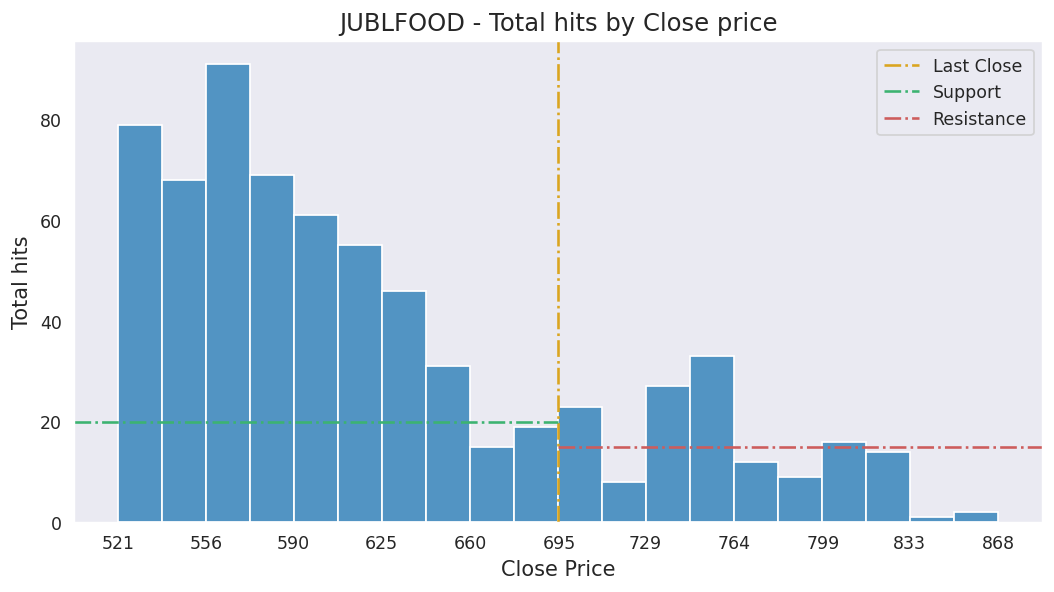 JUBLFOOD - Total hits by Close price
Last Close
Support
Resistance
Total hits
80
60
40
20
0
521 556 590 625 660 695 729 764 799 833 868
Close Price